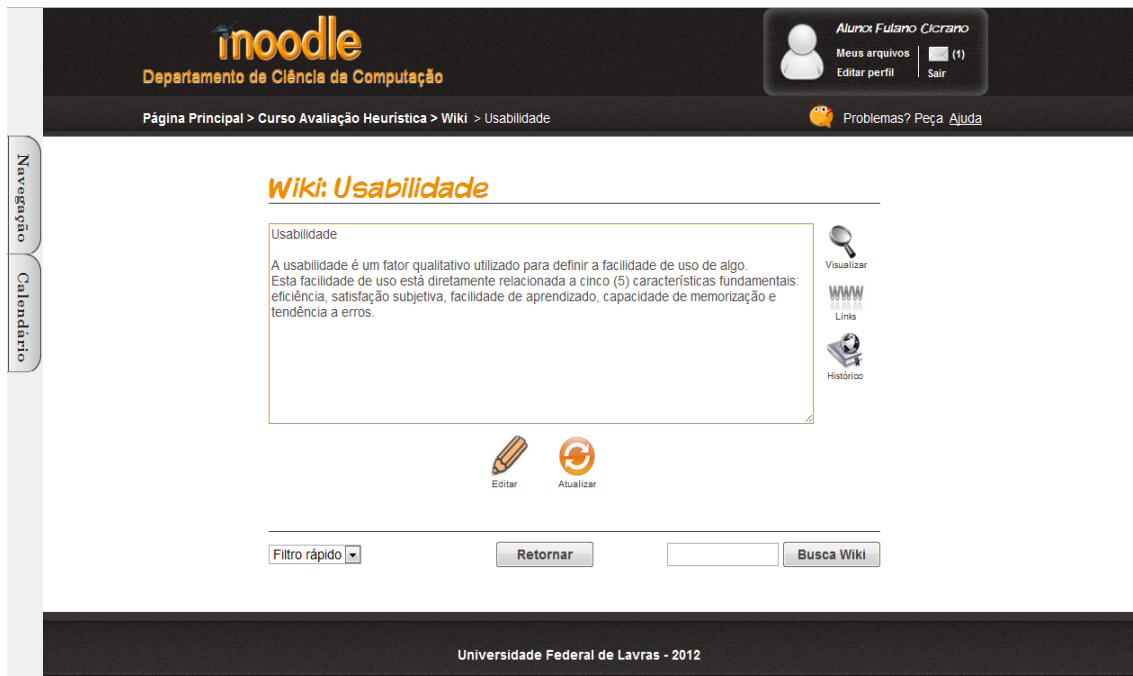 moodle
Departamento de Ciência da Computação
Aluno: Fulano Cicrano
Meus arquivos (1)
Editar perfil Sair
Página Principal > Curso Avaliação Heurística > Wiki > Usabilidade
Problemas? Peça Ajuda
Navegação
Calendário
Wiki: Usabilidade
Usabilidade
A usabilidade é um fator qualitativo utilizado para definir a facilidade de uso de algo.
Esta facilidade de uso está diretamente relacionada a cinco (5) características fundamentais:
eficiência, satisfação subjetiva, facilidade de aprendizado, capacidade de memorização e
tendência a erros.
Visualizar
WWW
Links
Histórico
Editar
Atualizar
Filtro rápido
Retornar
Busca Wiki
Universidade Federal de Lavras - 2012